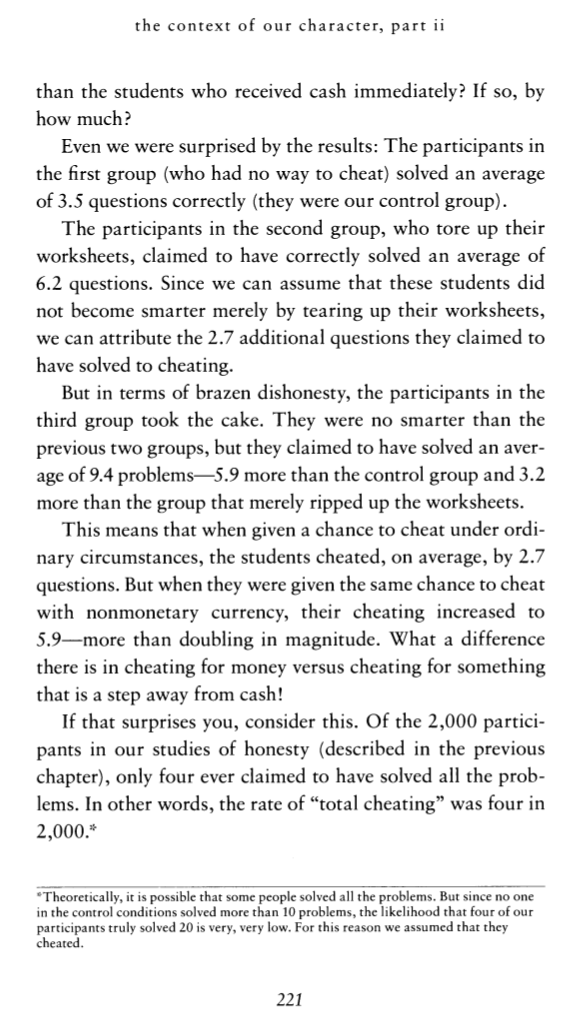 the context of our character, part ii
than the students who received cash immediately? If so, by
how much?
Even we were surprised by the results: The participants in
the first group (who had no way to cheat) solved an average
of 3.5 questions correctly (they were our control group).
The participants in the second group, who tore up their
worksheets, claimed to have correctly solved an average of
6.2 questions. Since we can assume that these students did
not become smarter merely by tearing up their worksheets,
we can attribute the 2.7 additional questions they claimed to
have solved to cheating.
But in terms of brazen dishonesty, the participants in the
third group took the cake. They were no smarter than the
previous two groups, but they claimed to have solved an aver-
age of 9.4 problems—5.9 more than the control group and 3.2
more than the group that merely ripped up the worksheets.
This means that when given a chance to cheat under ordi-
nary circumstances, the students cheated, on average, by 2.7
questions. But when they were given the same chance to cheat
with nonmonetary currency, their cheating increased to
5.9—more than doubling in magnitude. What a difference
there is in cheating for money versus cheating for something
that is a step away from cash!
If that surprises you, consider this. Of the 2,000 partici-
pants in our studies of honesty (described in the previous
chapter), only four ever claimed to have solved all the prob-
lems. In other words, the rate of “total cheating” was four in
2,000.*
*Theoretically, it is possible that some people solved all the problems. But since no one
in the control conditions solved more than 10 problems, the likelihood that four of our
participants truly solved 20 is very, very low. For this reason we assumed that they
cheated.
221